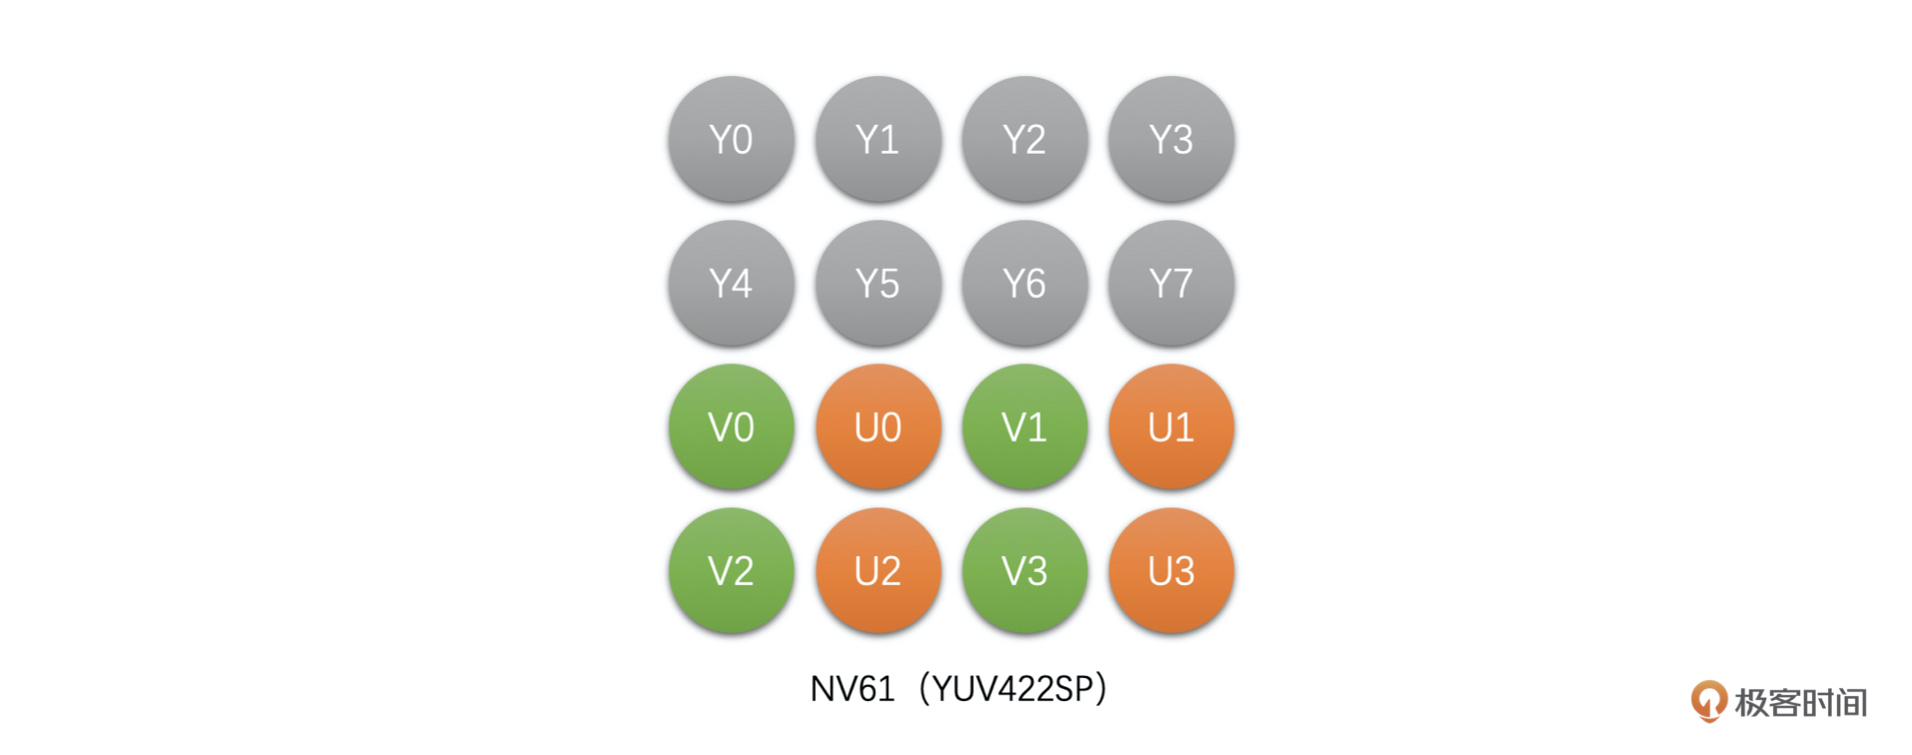 Y0 Y1 Y2 Y3
Y4 Y5 Y6 Y7
V0 U0 V1 U1
V2 U2 V3 U3
NV61（YUV422SP）
极客时间